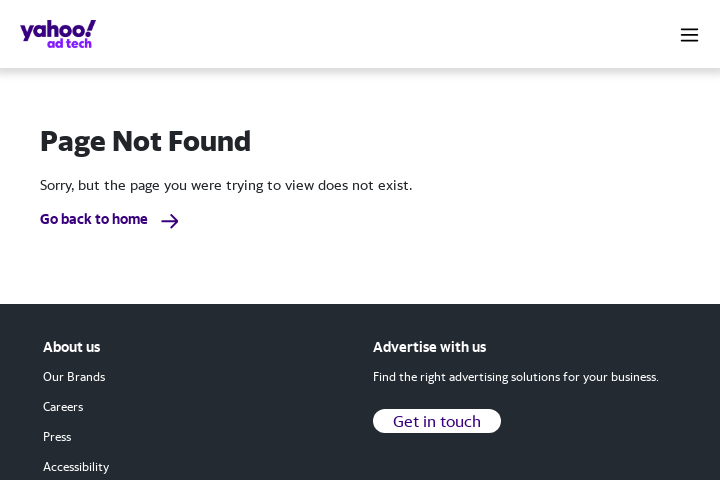 yahoo!
ad tech
Page Not Found
Sorry, but the page you were trying to view does not exist.
Go back to home
About us
Our Brands
Careers
Press
Accessibility
Advertise with us
Find the right advertising solutions for your business.
Get in touch